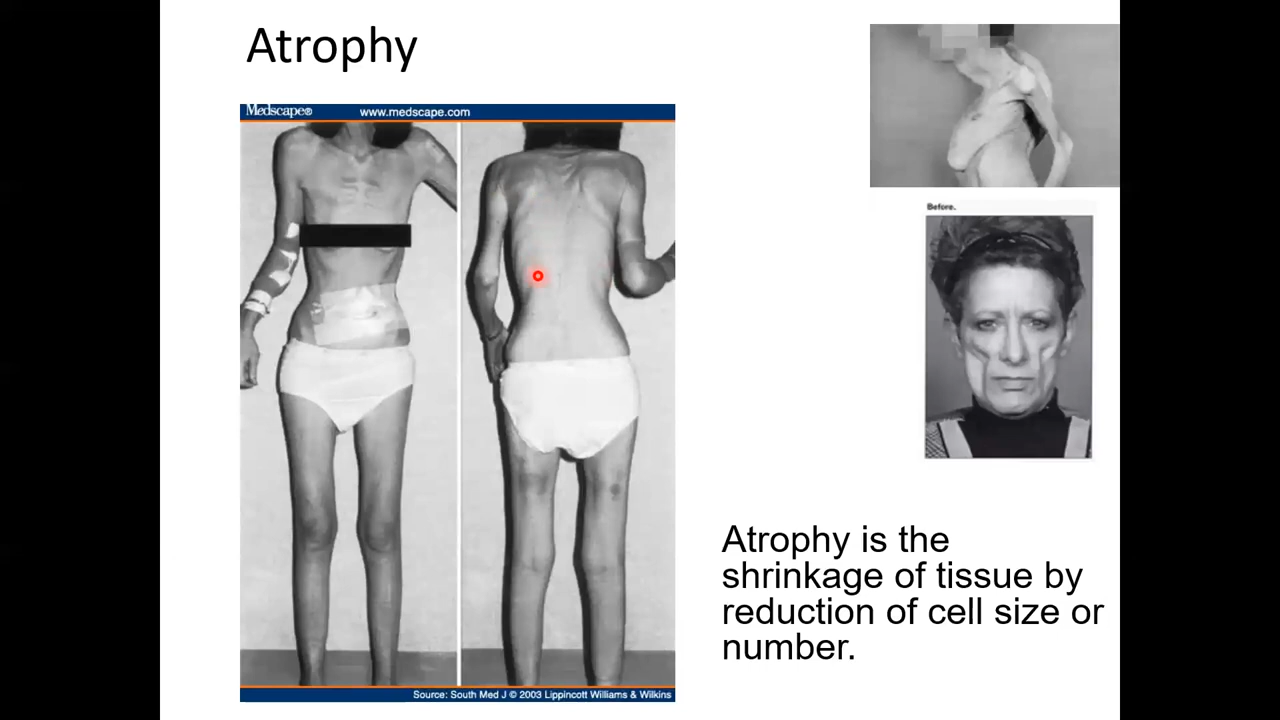 Atrophy
Medscape® www.medscape.com
Before.
Atrophy is the
shrinkage of tissue by
reduction of cell size or
number.
Source: South Med J © 2003 Lippincott Williams & Wilkins